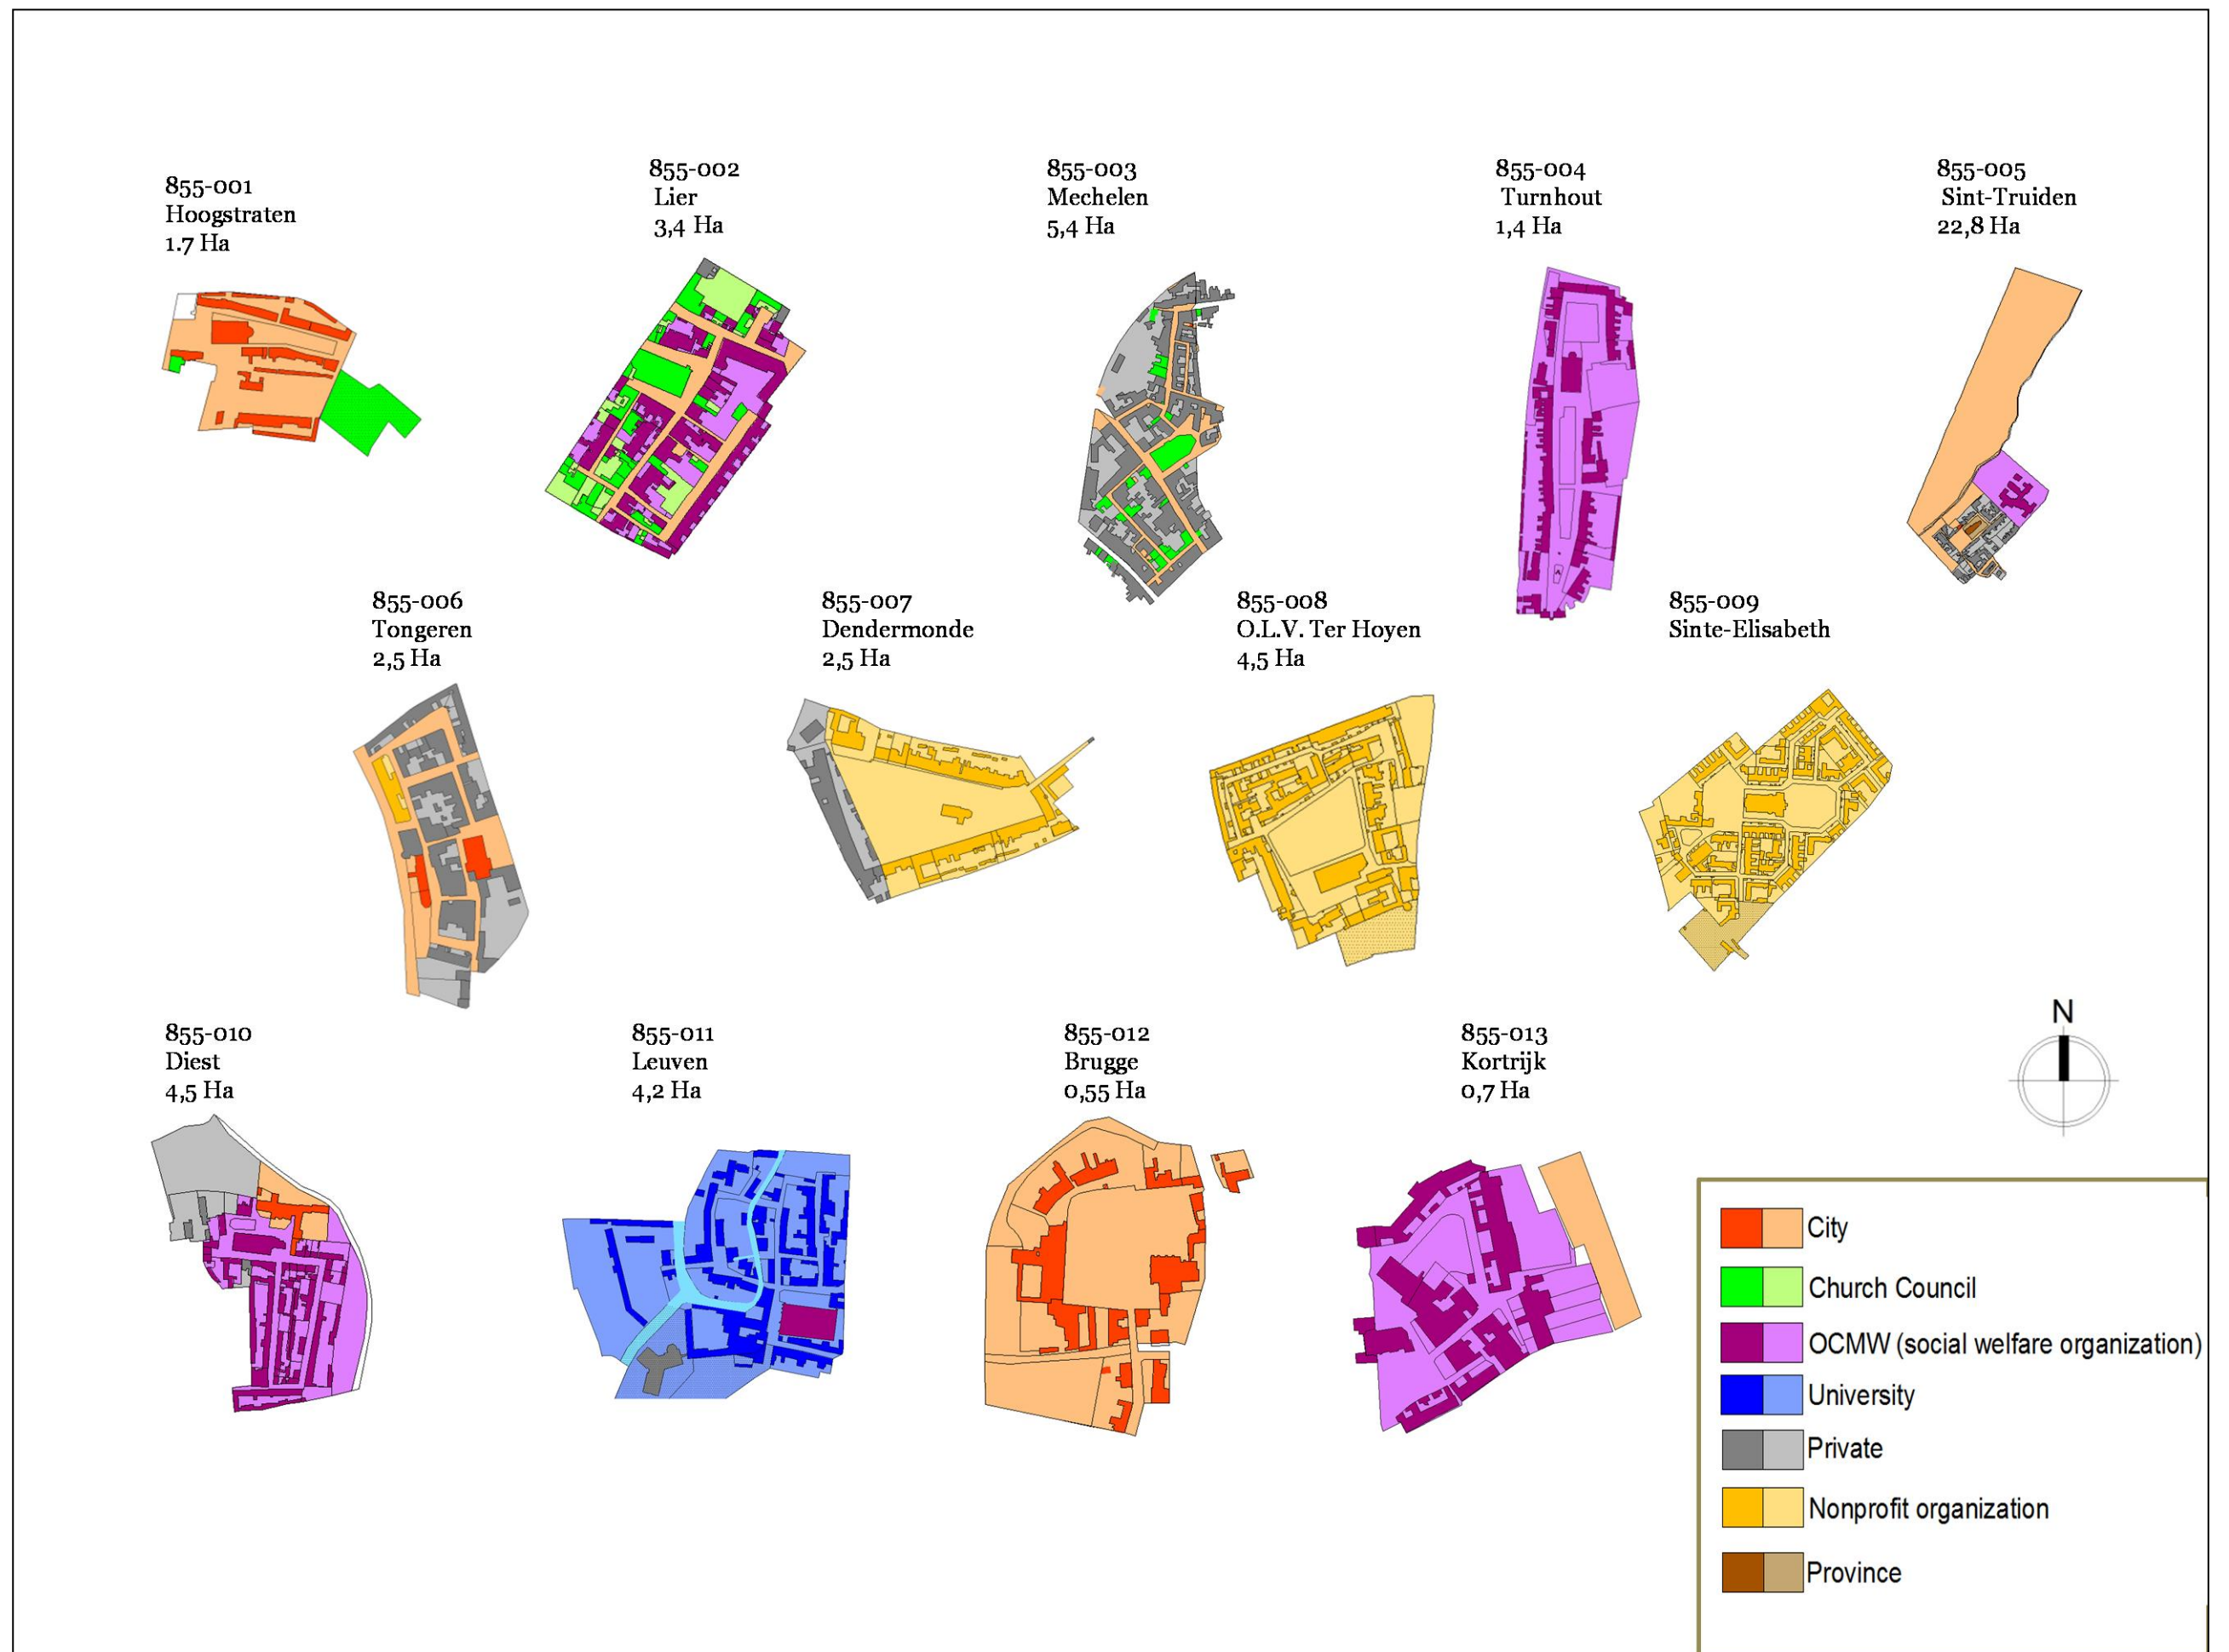 855-001
Hoogstraten
1.7 Ha
855-002
Lier
3,4 Ha
855-003
Mechelen
5,4 Ha
855-004
Turnhout
1,4 Ha
855-005
Sint-Truiden
22,8 Ha
855-006
Tongeren
2,5 Ha
855-007
Dendermonde
2,5 Ha
855-008
O.L.V. Ter Hoyen
4,5 Ha
855-009
Sinte-Elisabeth
855-010
Diest
4,5 Ha
855-011
Leuven
4,2 Ha
855-012
Brugge
0,55 Ha
855-013
Kortrijk
0,7 Ha
N
City
Church Council
OCMW (social welfare organization)
University
Private
Nonprofit organization
Province